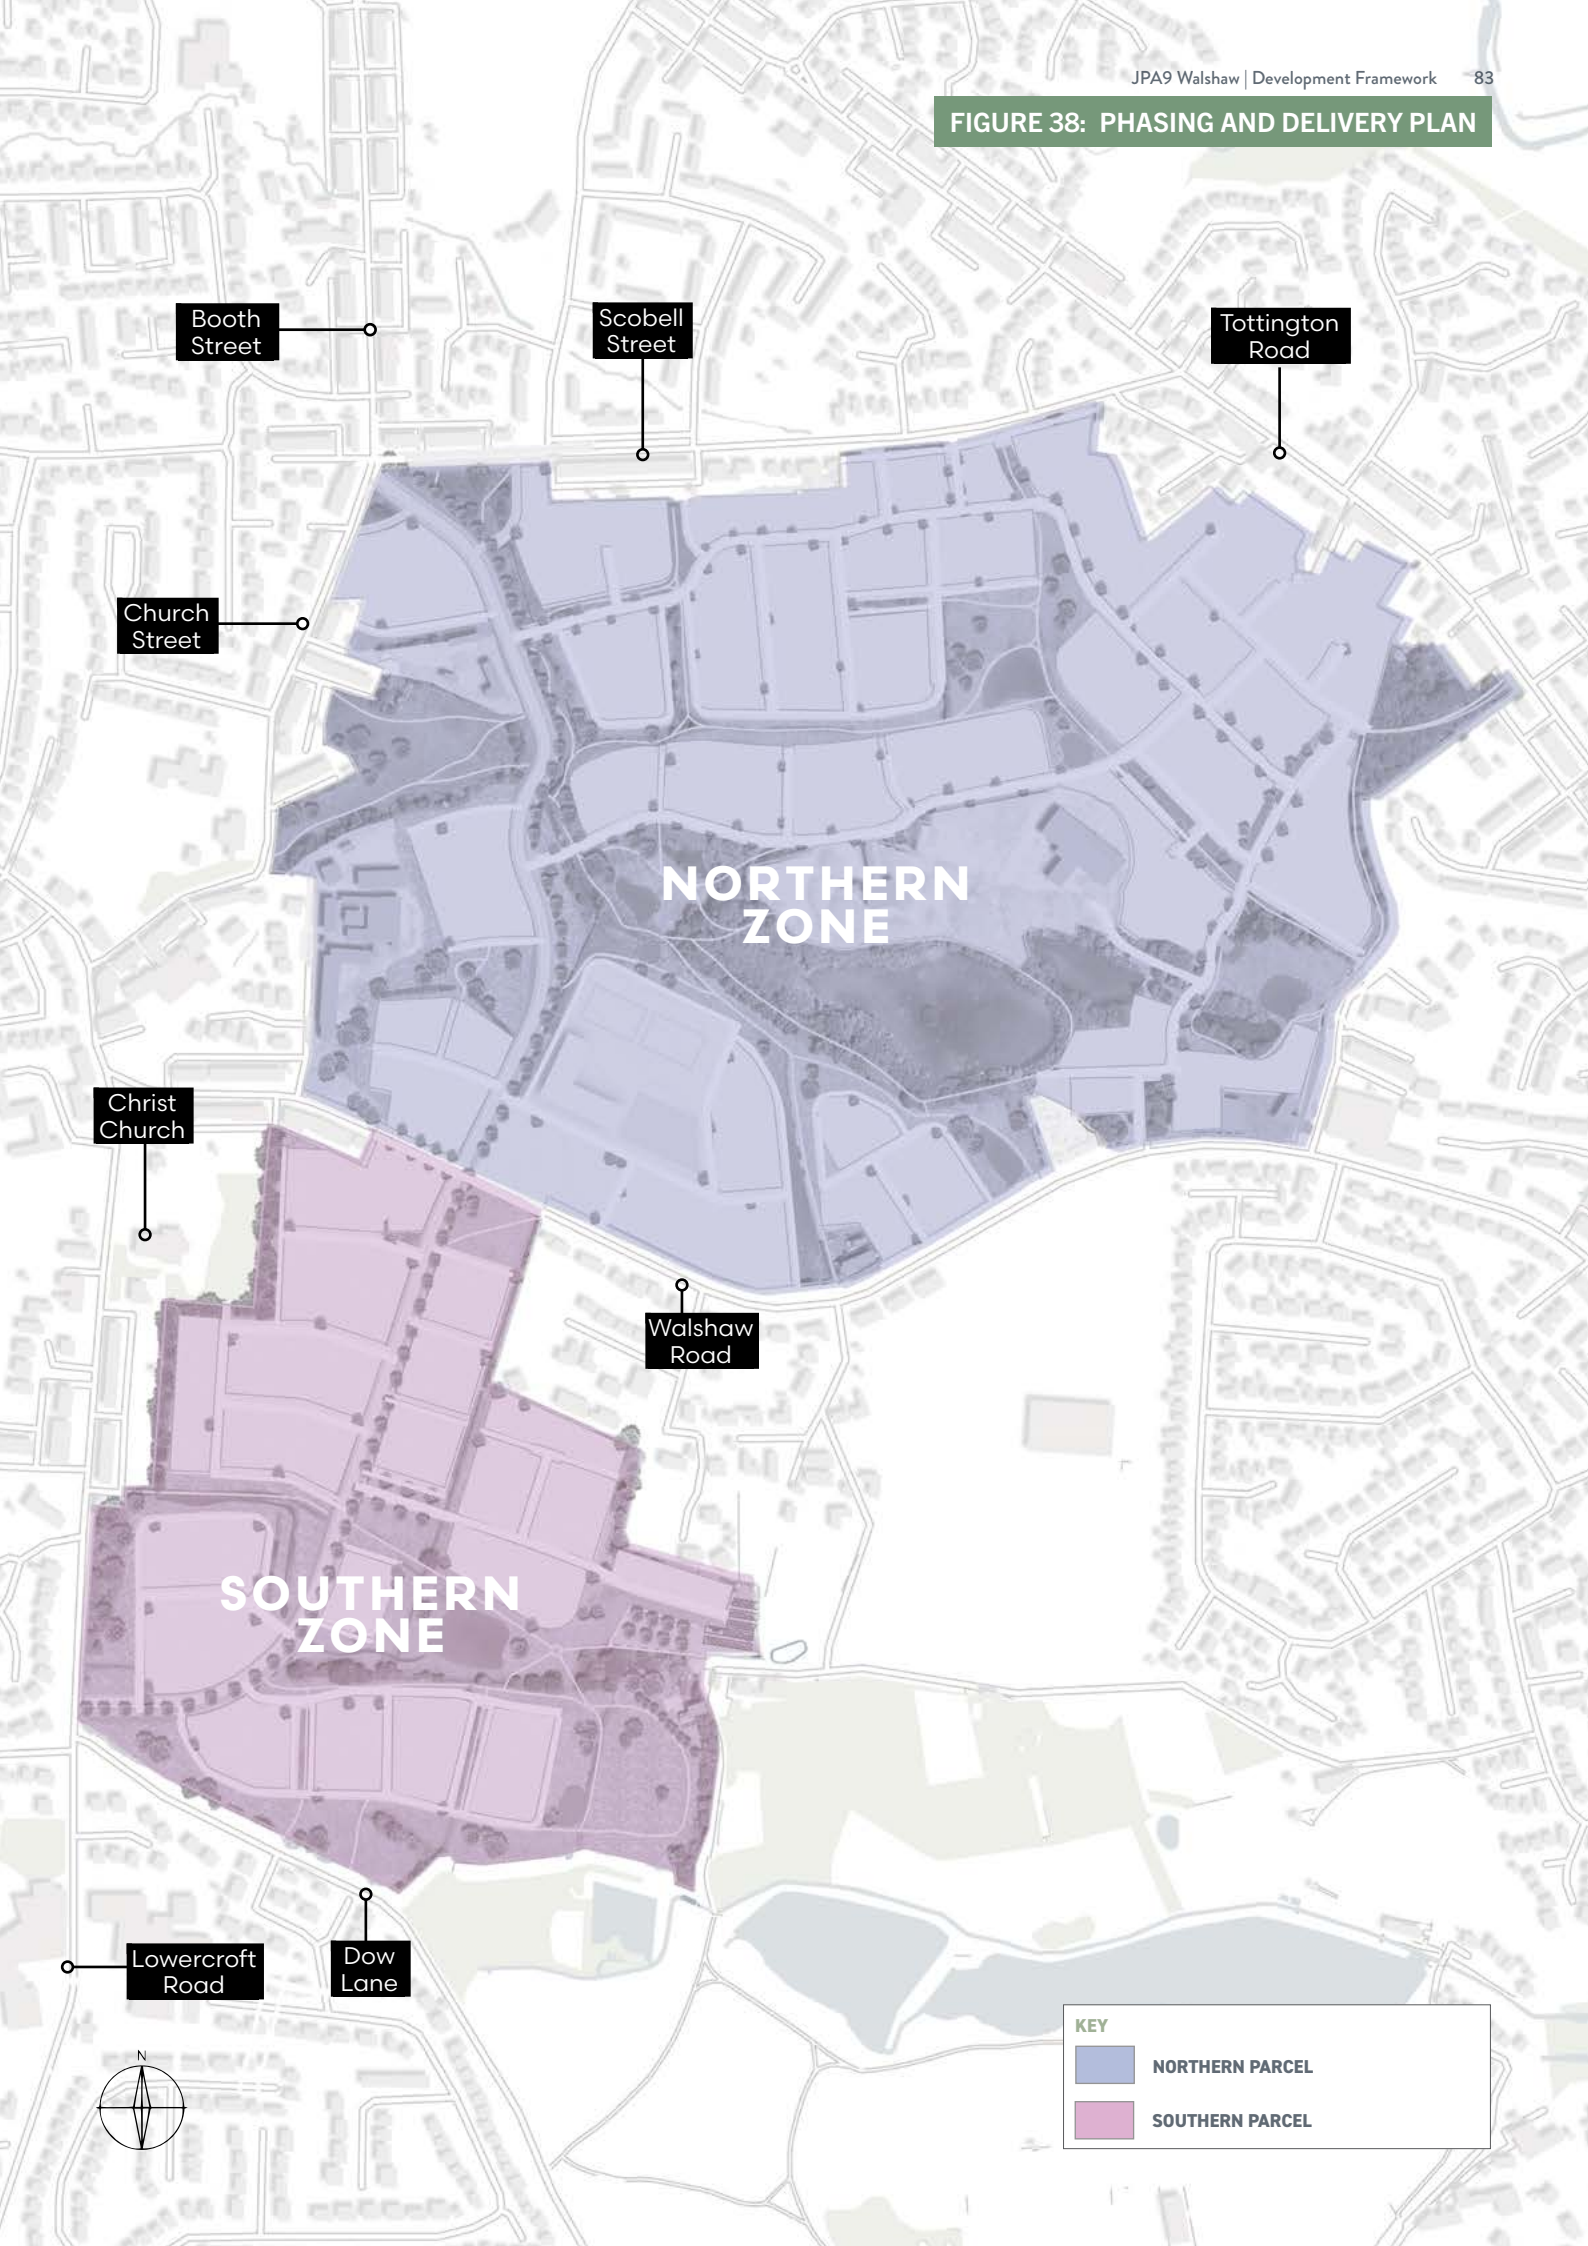 JPA9 Walshaw | Development Framework 83
FIGURE 38: PHASING AND DELIVERY PLAN
Booth
Street
Scobell
Street
Tottington
Road
Church
Street
NORTHERN
ZONE
Christ
Church
Walshaw
Road
SOUTHERN
ZONE
Lowercroft
Road
Dow
Lane
N
KEY
NORTHERN PARCEL
SOUTHERN PARCEL